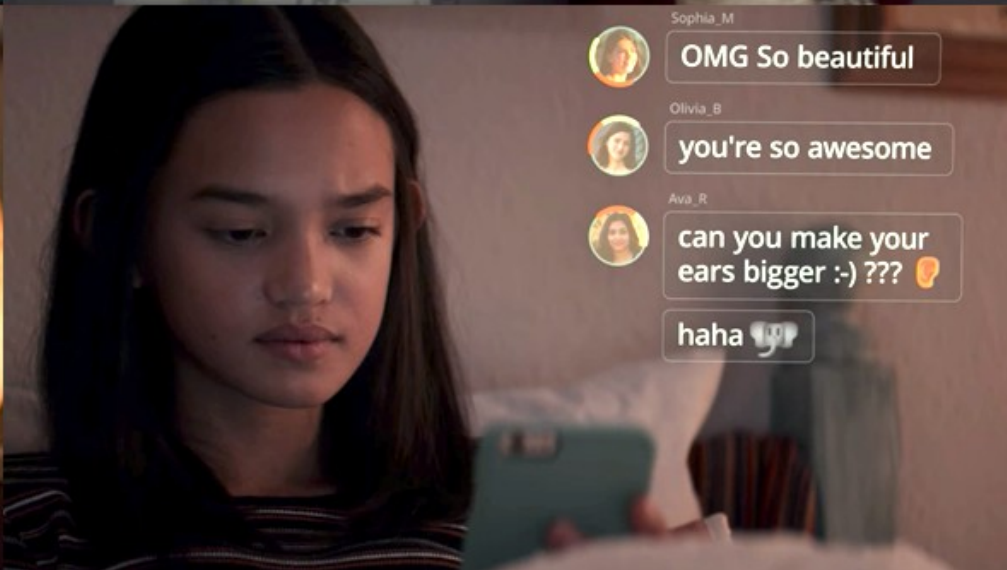 Sophia_M
OMG So beautiful
Olivia_B
you're so awesome
Ava_R
can you make your
ears bigger :-) ??? 👂
haha 🐘